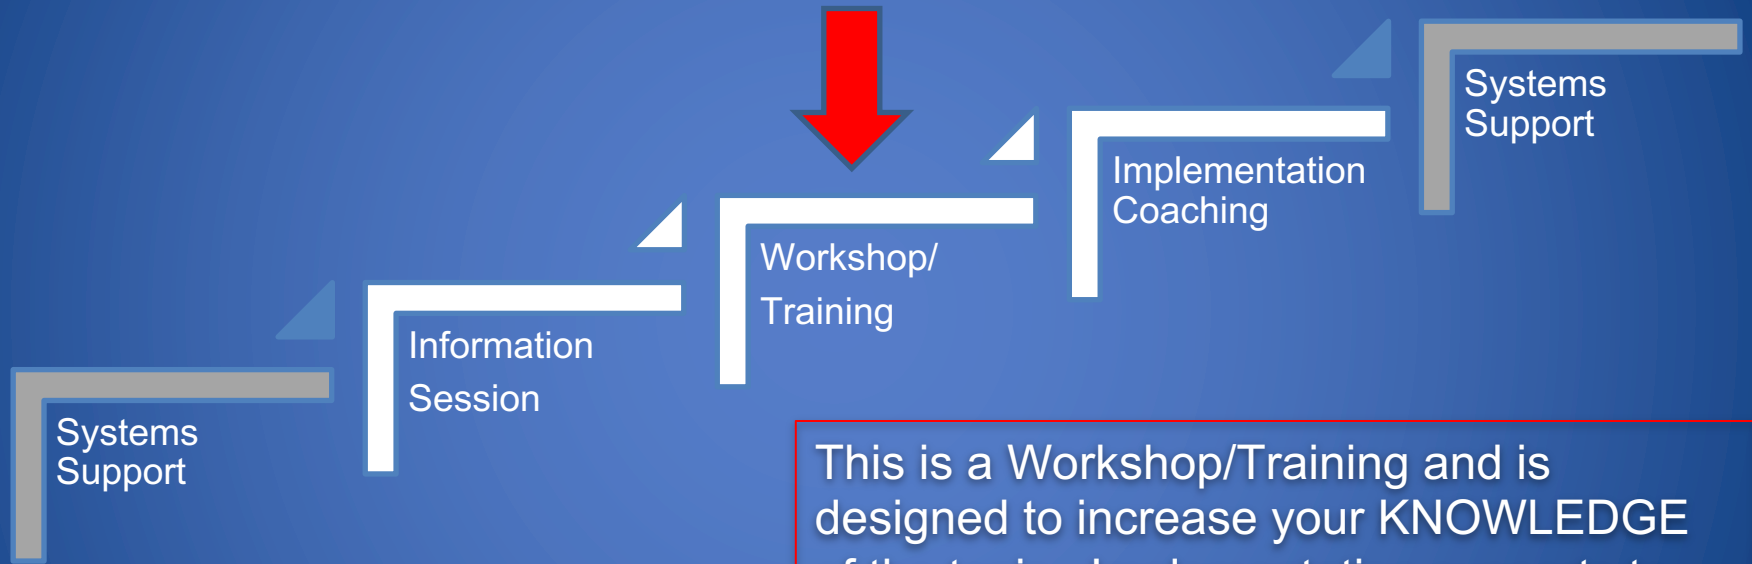 Systems
Support
Information
Session
Workshop/
Training
Implementation
Coaching
Systems
Support
This is a Workshop/Training and is
designed to increase your KNOWLEDGE